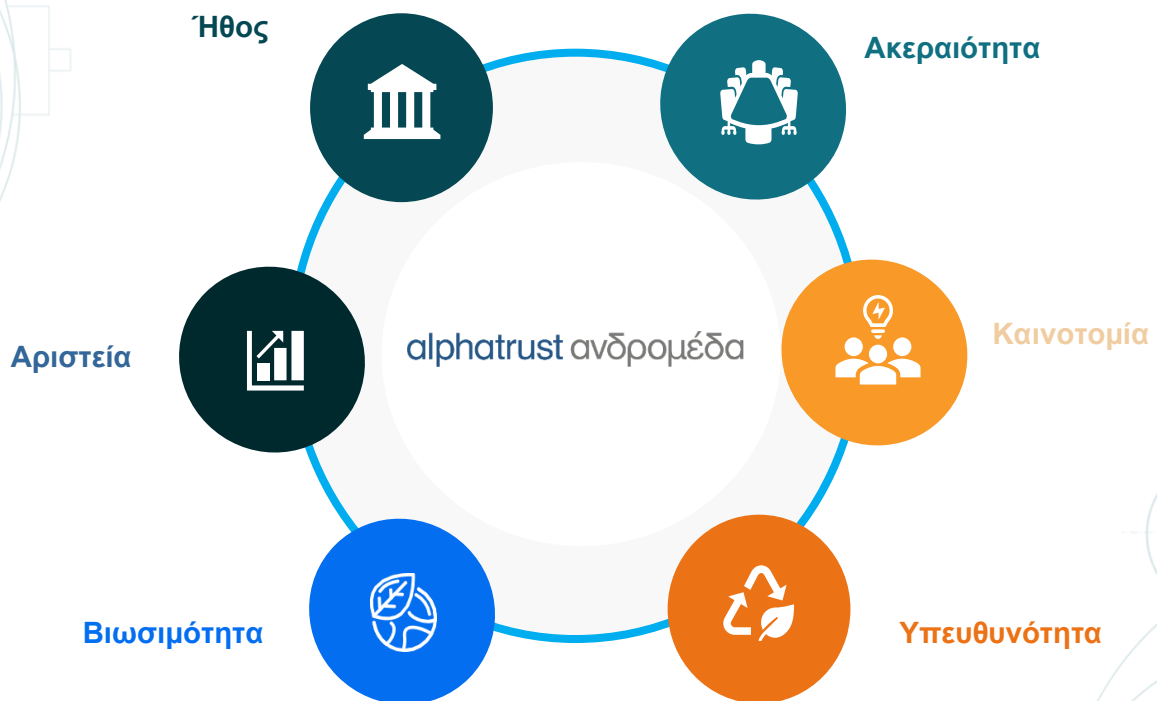 Ήθος
Ακεραιότητα
Καινοτομία
Αριστεία
alphatrust ανδρομέδα
Βιωσιμότητα
Υπευθυνότητα